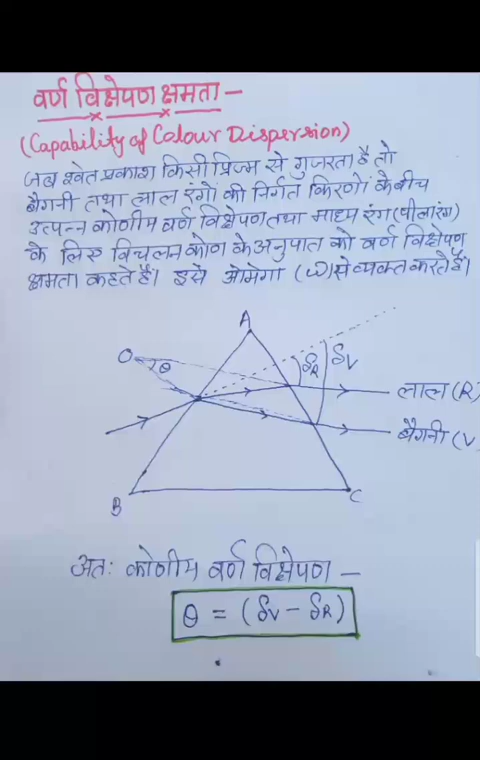 वर्ण विक्षेपण क्षमता -
(Capability of Colour Dispersion)
जब श्वेत प्रकाश किसी प्रिज्म से गुजरता है तो
बैगनी तथा लाल रंगों की निर्गत किरणों के बीच
उत्पन्न कोणीय वर्ण विक्षेपण तथा माध्य रंग (पीला रंग)
के लिए विचलन कोण के अनुपात को वर्ण विक्षेपण
क्षमता कहते हैं। इसे ओमेगा (ω) से व्यक्त करते हैं।
A
O
θ
δR
δV
लाल (R)
बैगनी (V
B
C
अतः कोणीय वर्ण विक्षेपण -
θ = (δV - δR)